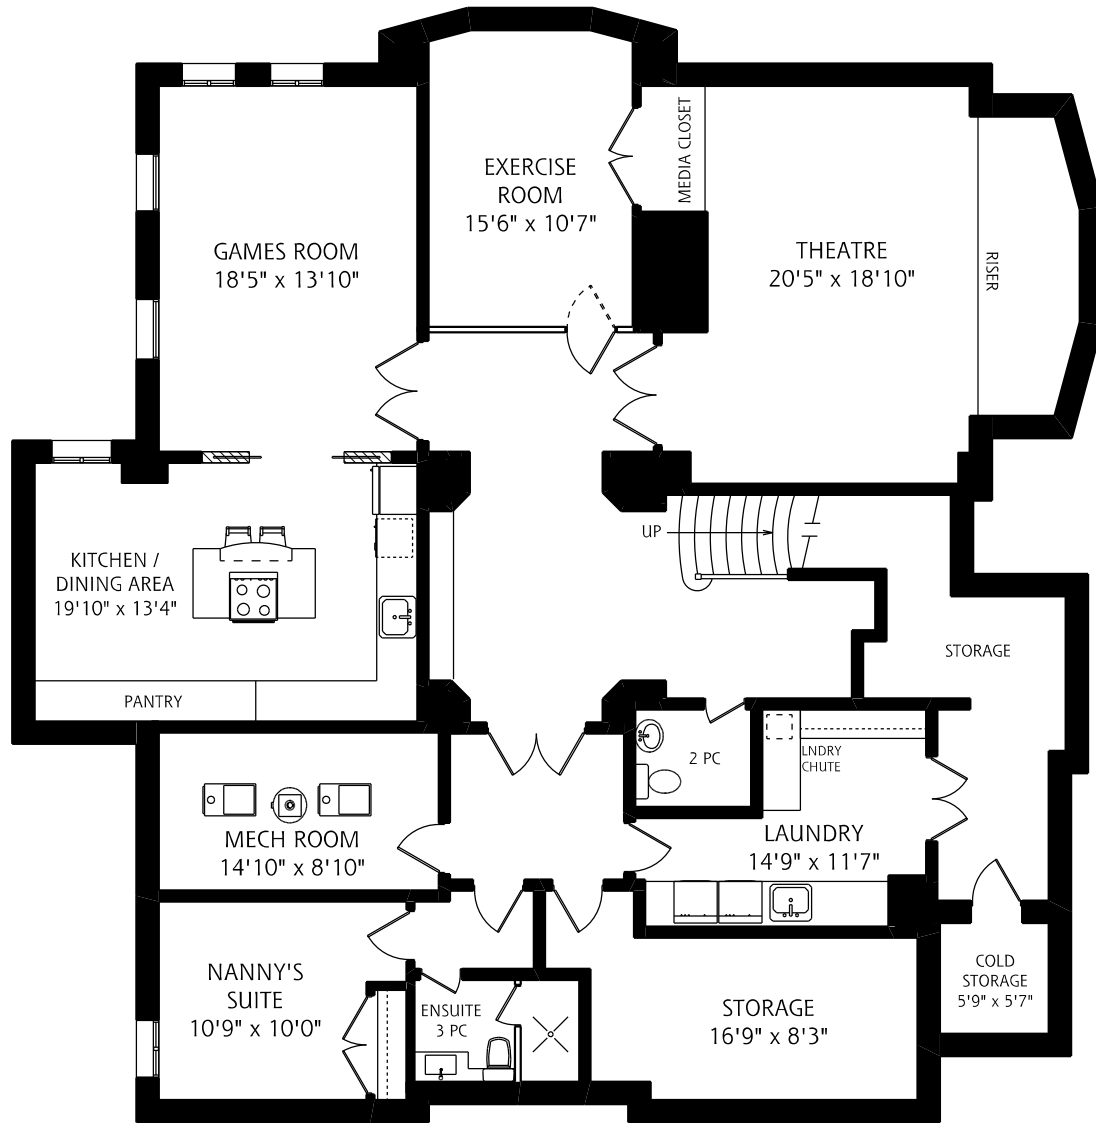 MEDIA CLOSET
EXERCISE
ROOM
15'6" x 10'7"
GAMES ROOM
18'5" x 13'10"
THEATRE
20'5" x 18'10"
RISER
UP
KITCHEN /
DINING AREA
19'10" x 13'4"
STORAGE
PANTRY
2 PC
LNDRY
CHUTE
MECH ROOM
14'10" x 8'10"
LAUNDRY
14'9" x 11'7"
NANNY'S
SUITE
10'9" x 10'0"
ENSUITE
3 PC
STORAGE
16'9" x 8'3"
COLD
STORAGE
5'9" x 5'7"